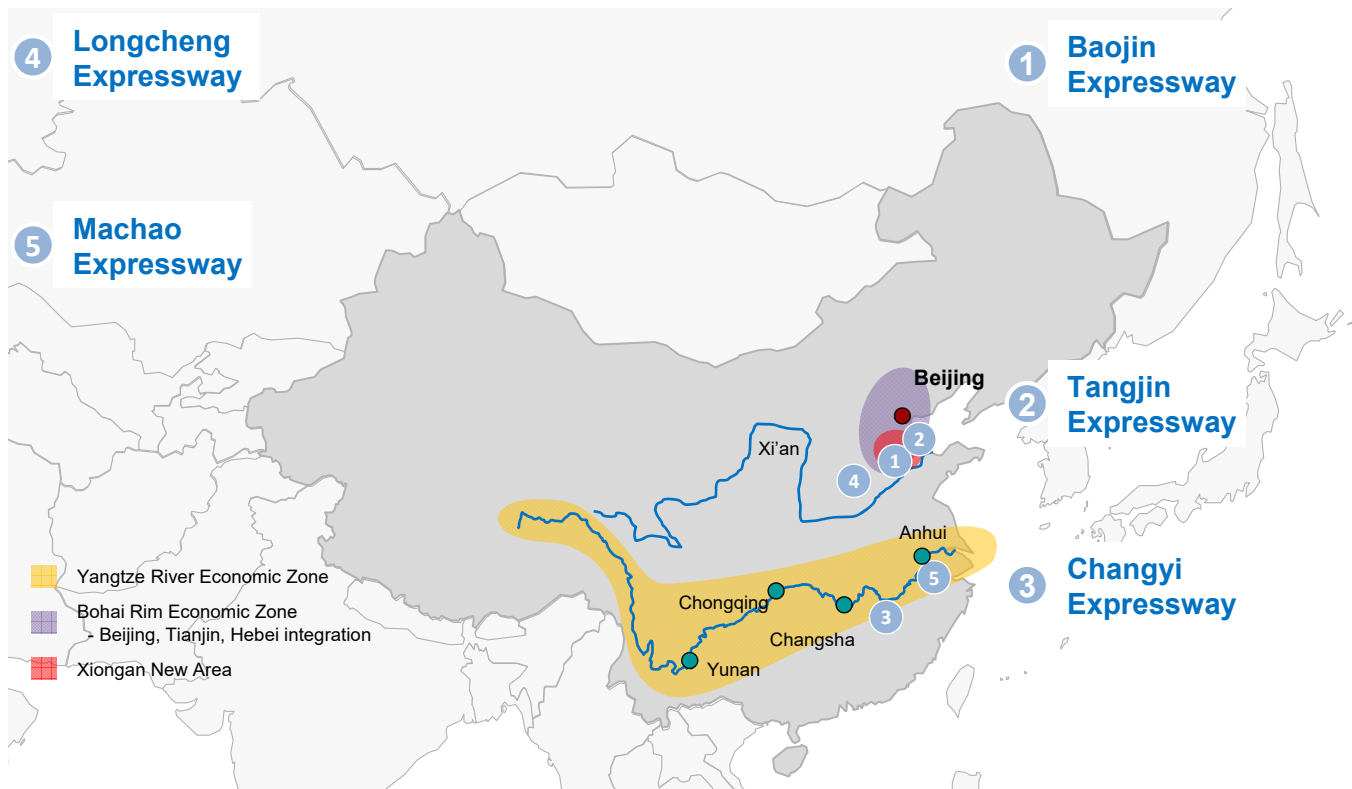 4
Longcheng
Expressway
1
Baojin
Expressway
5
Machao
Expressway
Beijing
2
Tangjin
Expressway
Xi’an
2
1
4
Anhui
3
Changyi
Expressway
Yangtze River Economic Zone
Bohai Rim Economic Zone
- Beijing, Tianjin, Hebei integration
Xiongan New Area
5
Chongqing
3
Changsha
Yunan